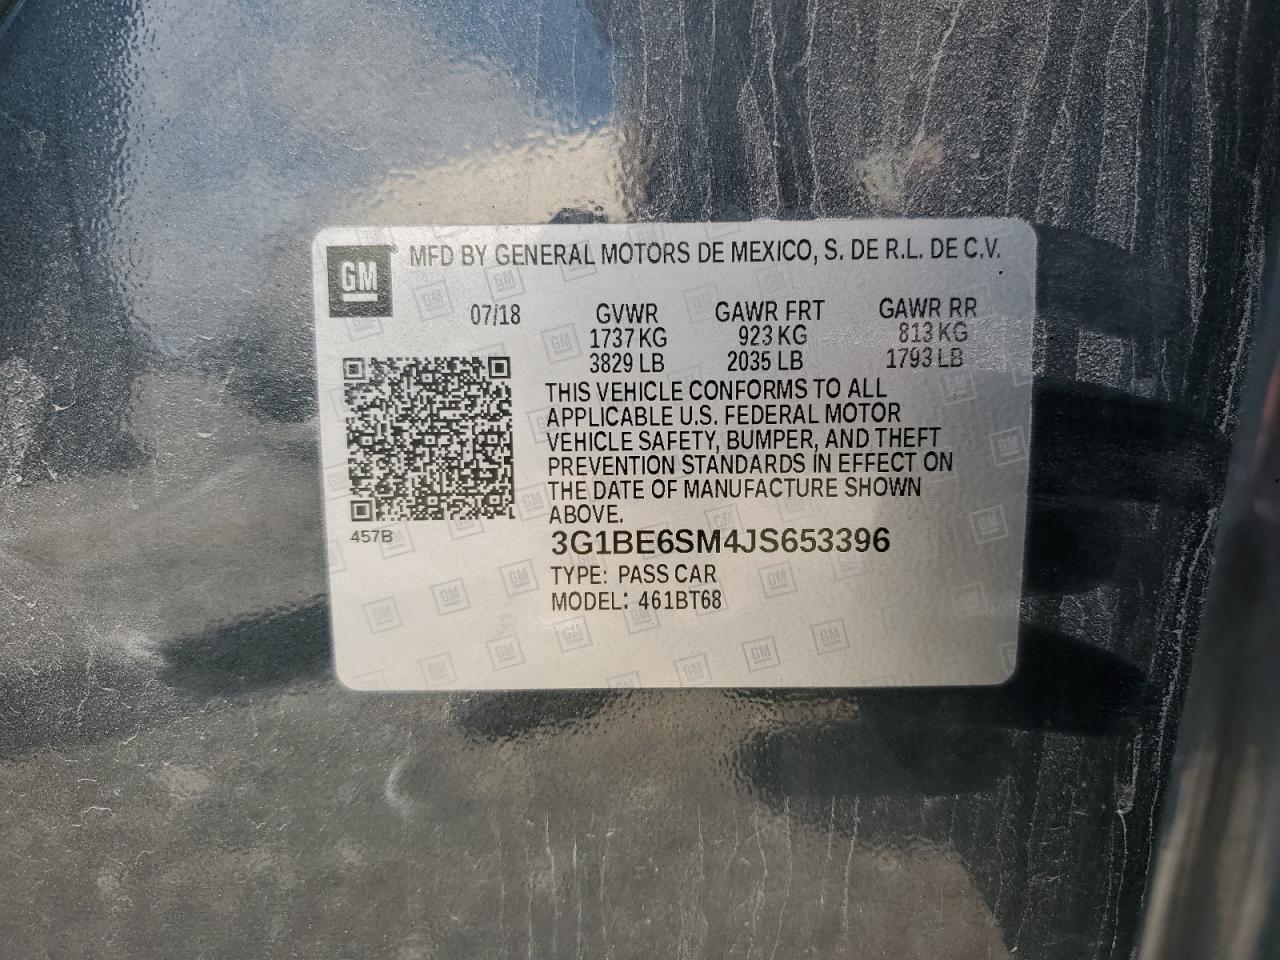 GM
MFD BY GENERAL MOTORS DE MEXICO, S. DE R.L. DE C.V.
07/18 GVWR GAWR FRT GAWR RR
1737 KG 923 KG 813 KG
3829 LB 2035 LB 1793 LB
THIS VEHICLE CONFORMS TO ALL
APPLICABLE U.S. FEDERAL MOTOR
VEHICLE SAFETY, BUMPER, AND THEFT
PREVENTION STANDARDS IN EFFECT ON
THE DATE OF MANUFACTURE SHOWN
ABOVE.
457B
3G1BE6SM4JS653396
TYPE: PASS CAR
MODEL: 461BT68